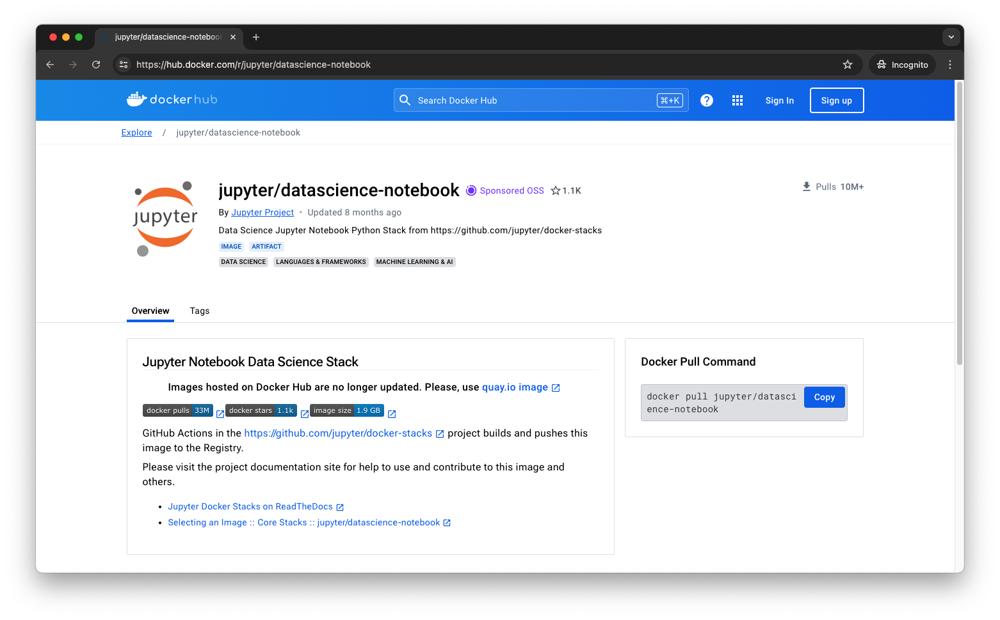 jupyter/datascience-noteboo
https://hub.docker.com/r/jupyter/datascience-notebook
Incognito
dockerhub
Search Docker Hub
⌘+K
Sign In
Sign up
Explore / jupyter/datascience-notebook
jupyter
jupyter/datascience-notebook
Sponsored OSS
1.1K
Pulls 10M+
By Jupyter Project • Updated 8 months ago
Data Science Jupyter Notebook Python Stack from https://github.com/jupyter/docker-stacks
IMAGE ARTIFACT
DATA SCIENCE LANGUAGES & FRAMEWORKS MACHINE LEARNING & AI
Overview Tags
Jupyter Notebook Data Science Stack
Images hosted on Docker Hub are no longer updated. Please, use quay.io image
docker pulls 33M docker stars 1.1k image size 1.9 GB
GitHub Actions in the https://github.com/jupyter/docker-stacks project builds and pushes this
image to the Registry.
Please visit the project documentation site for help to use and contribute to this image and
others.
• Jupyter Docker Stacks on ReadTheDocs
• Selecting an Image :: Core Stacks :: jupyter/datascience-notebook
Docker Pull Command
docker pull jupyter/datasci
ence-notebook
Copy